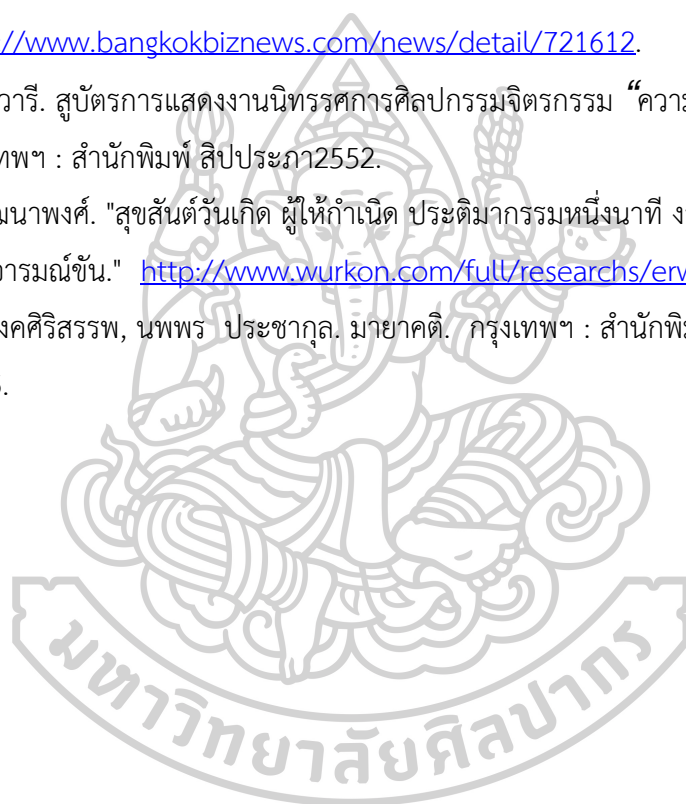 ://www.bangkokbiznews.com/news/detail/721612.
วารี. สูบัตรการแสดงงานนิทรรศการศิลปกรรมจิตรกรรม “ความ
ทพฯ : สำนักพิมพ์ สิปประภา2552.
นาพงศ์. "สุขสันต์วันเกิด ผู้ให้กำเนิด ประติมากรรมหนึ่งนาที
อารมณ์ขัน." http://www.wurkon.com/full/researchs/erw
งคศิริสรรพ, นพพร ประชากุล. มายาคติ. กรุงเทพฯ : สำนักพิม
มหาวิทยาลัยศิลปากร